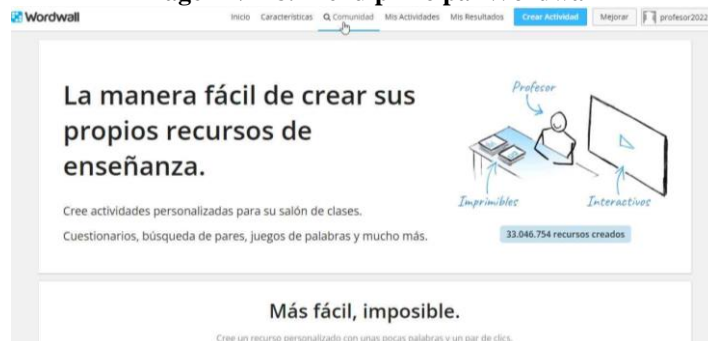 Wordwall
Inicio Características Comunidad Mis Actividades Mis Resultados Crear Actividad Mejorar profesor2022
La manera fácil de crear sus
propios recursos de
enseñanza.
Profesor
Imprimibles
Interactivos
Cree actividades personalizadas para su salón de clases.
Cuestionarios, búsqueda de pares, juegos de palabras y mucho más.
33.046.754 recursos creados
Más fácil, imposible.
Cree un recurso personalizado con unas pocas palabras y un par de clics.